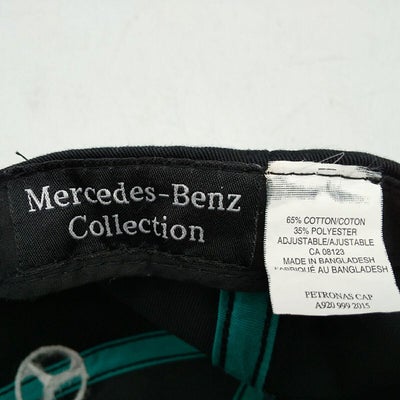 Mercedes-Benz
Collection
65% COTTON/COTON
35% POLYESTER
ADJUSTABLE/AJUSTABLE
CA 08123
MADE IN BANGLADESH
FABRIQUÉ AU BANGLADESH
PETRONAS CAP
A920 999 2015